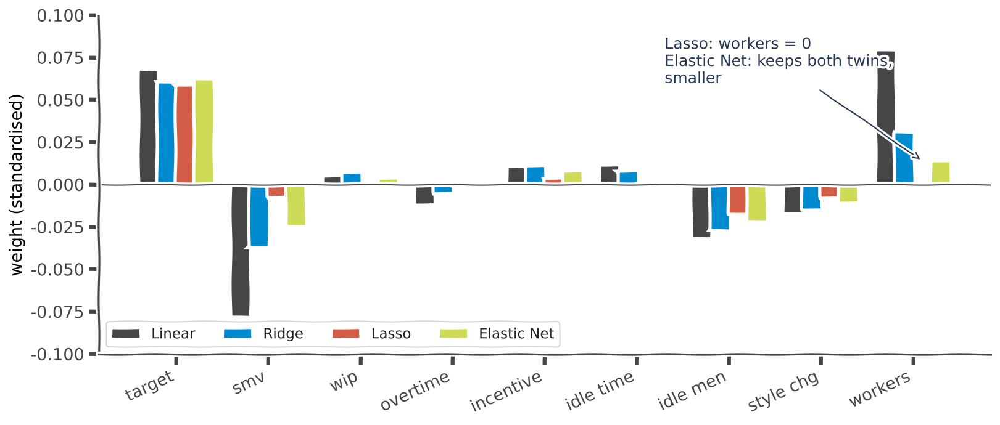 0.100
0.075
0.050
0.025
0.000
-0.025
-0.050
-0.075
-0.100
weight (standardised)
Lasso: workers = 0
Elastic Net: keeps both twins,
smaller
Linear
Ridge
Lasso
Elastic Net
target
smv
wip
overtime
incentive
idle time
idle men
style chg
workers